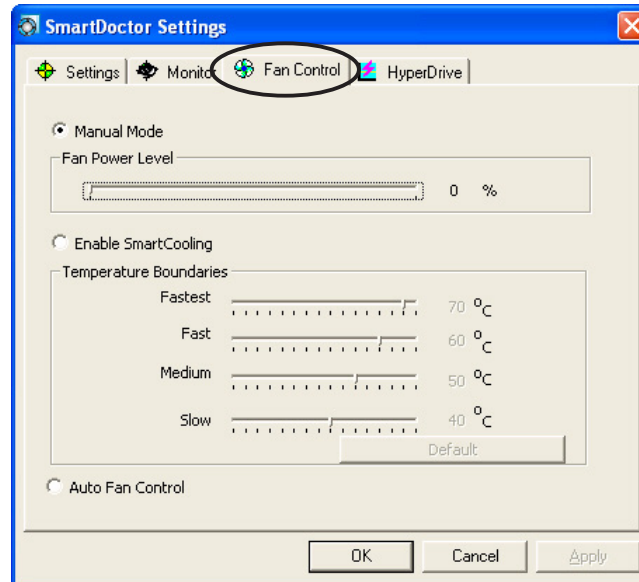 SmartDoctor Settings
Settings Monitor Fan Control HyperDrive
Manual Mode
Fan Power Level
0 %
Enable SmartCooling
Temperature Boundaries
Fastest 70 °C
Fast 60 °C
Medium 50 °C
Slow 40 °C
Default
Auto Fan Control
OK Cancel Apply